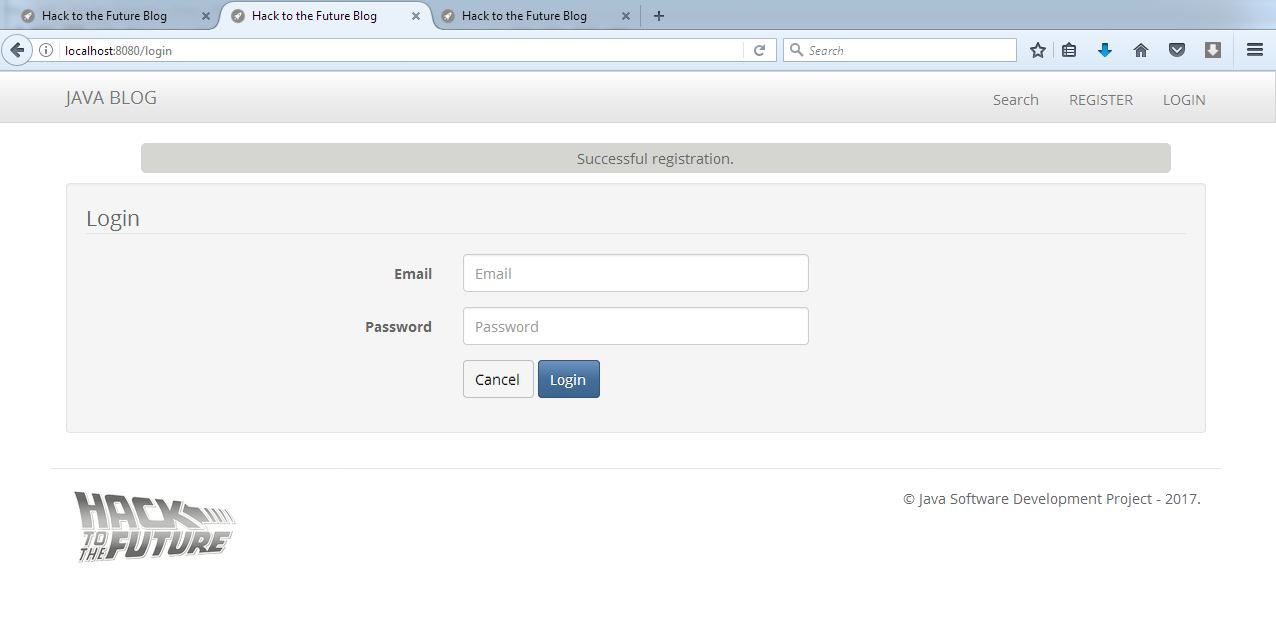 Hack to the Future Blog Hack to the Future Blog Hack to the Future Blog
localhost:8080/login Search
JAVA BLOG Search REGISTER LOGIN
Successful registration.
Login
Email Email
Password Password
Cancel Login
© Java Software Development Project - 2017.
HACK
TO
THE FUTURE